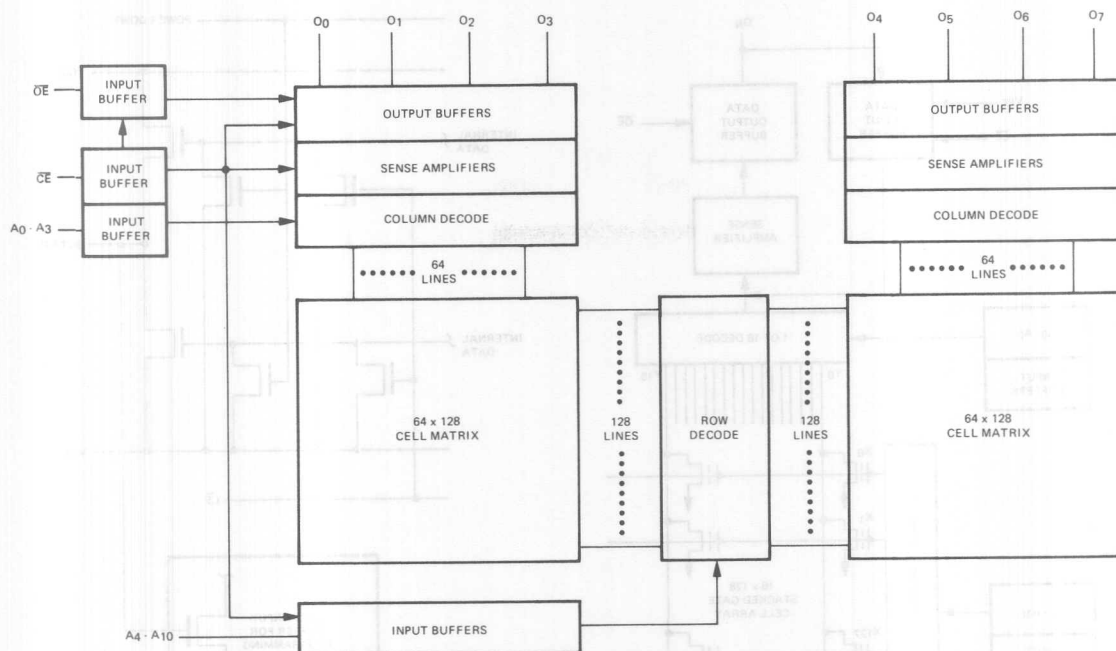 O0 O1 O2 O3 O4 O5 O6 O7
OE
INPUT
BUFFER
CE
INPUT
BUFFER
A0 · A3
INPUT
BUFFER
OUTPUT BUFFERS
SENSE AMPLIFIERS
COLUMN DECODE
64
LINES
64 x 128
CELL MATRIX
128
LINES
ROW
DECODE
128
LINES
OUTPUT BUFFERS
SENSE AMPLIFIERS
COLUMN DECODE
64
LINES
64 x 128
CELL MATRIX
A4 · A10
INPUT BUFFERS